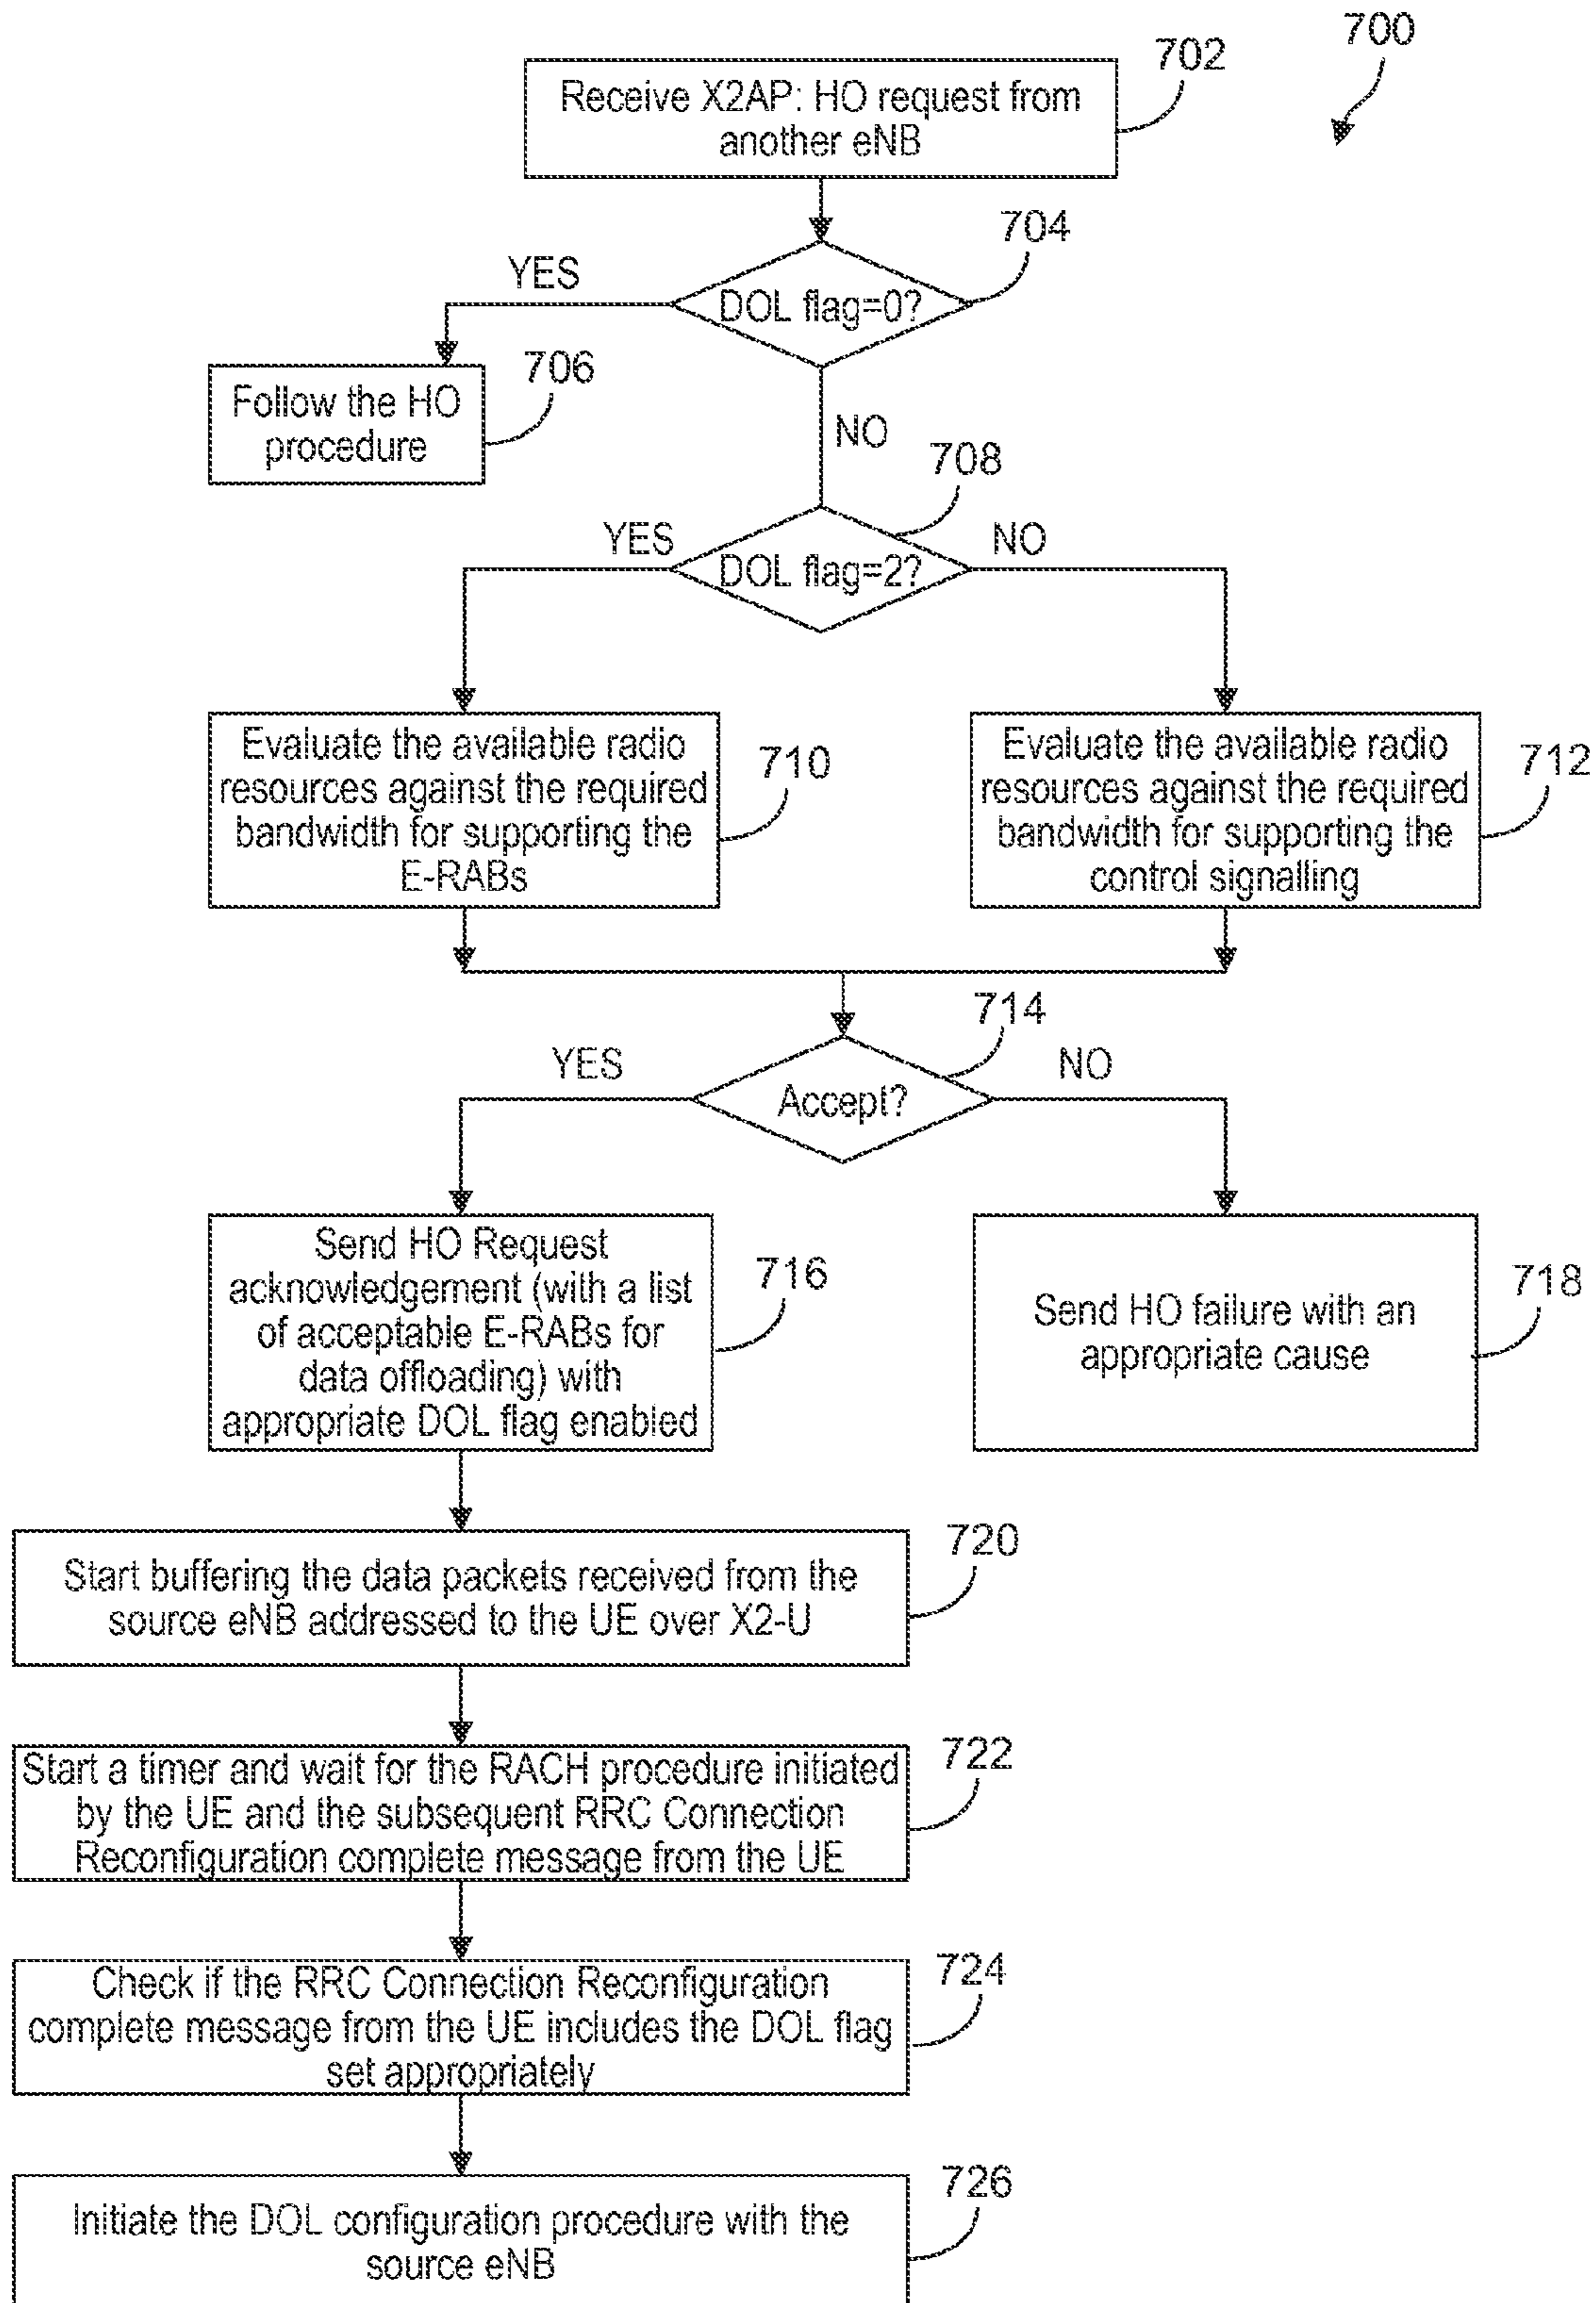 700
702
Receive X2AP: HO request from
another eNB
704
YES
DOL flag=0?
706
Follow the HO
procedure
NO
708
YES
NO
DOL flag=2?
Evaluate the available radio
resources against the required
bandwidth for supporting the
E-RABs
710
Evaluate the available radio
resources against the required
bandwidth for supporting the
control signalling
712
714
YES
NO
Accept?
Send HO Request
acknowledgement (with a list
of acceptable E-RABs for
data offloading) with
appropriate DOL flag enabled
716
Send HO failure with an
appropriate cause
718
Start buffering the data packets received from the
source eNB addressed to the UE over X2-U
720
Start a timer and wait for the RACH procedure initiated
by the UE and the subsequent RRC Connection
Reconfiguration complete message from the UE
722
Check if the RRC Connection Reconfiguration
complete message from the UE includes the DOL flag
set appropriately
724
Initiate the DOL configuration procedure with the
source eNB
726